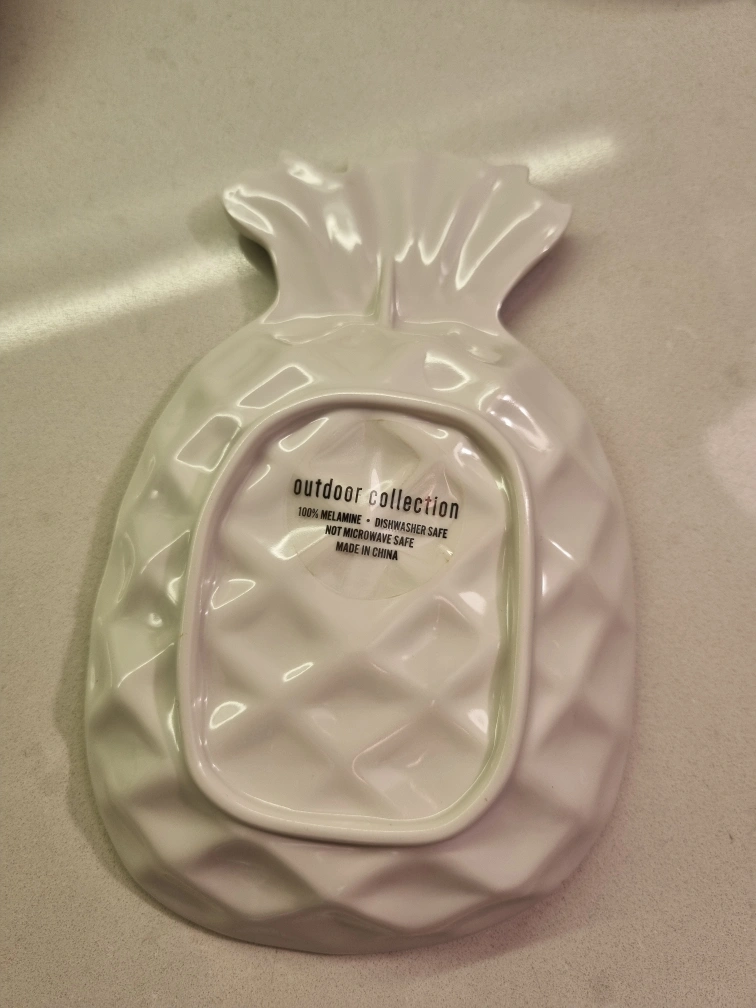 outdoor collection
100% MELAMINE • DISHWASHER SAFE
NOT MICROWAVE SAFE
MADE IN CHINA